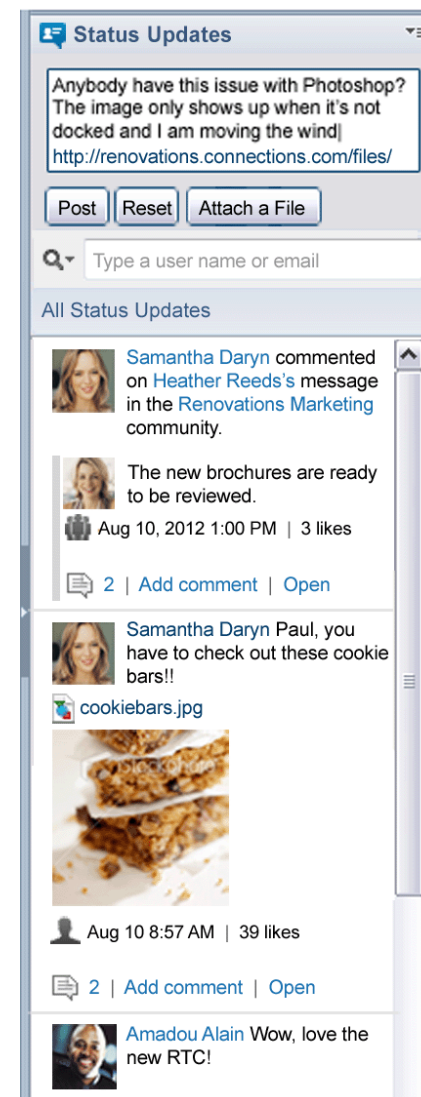 Status Updates
Anybody have this issue with Photoshop?
The image only shows up when it's not
docked and I am moving the wind
http://renovations.connections.com/files/
Post Reset Attach a File
Type a user name or email
All Status Updates
Samantha Daryn commented
on Heather Reeds's message
in the Renovations Marketing
community.
The new brochures are ready
to be reviewed.
Aug 10, 2012 1:00 PM | 3 likes
2 | Add comment | Open
Samantha Daryn Paul, you
have to check out these cookie
bars!!
cookiebars.jpg
Aug 10 8:57 AM | 39 likes
2 | Add comment | Open
Amadou Alain Wow, love the
new RTC!